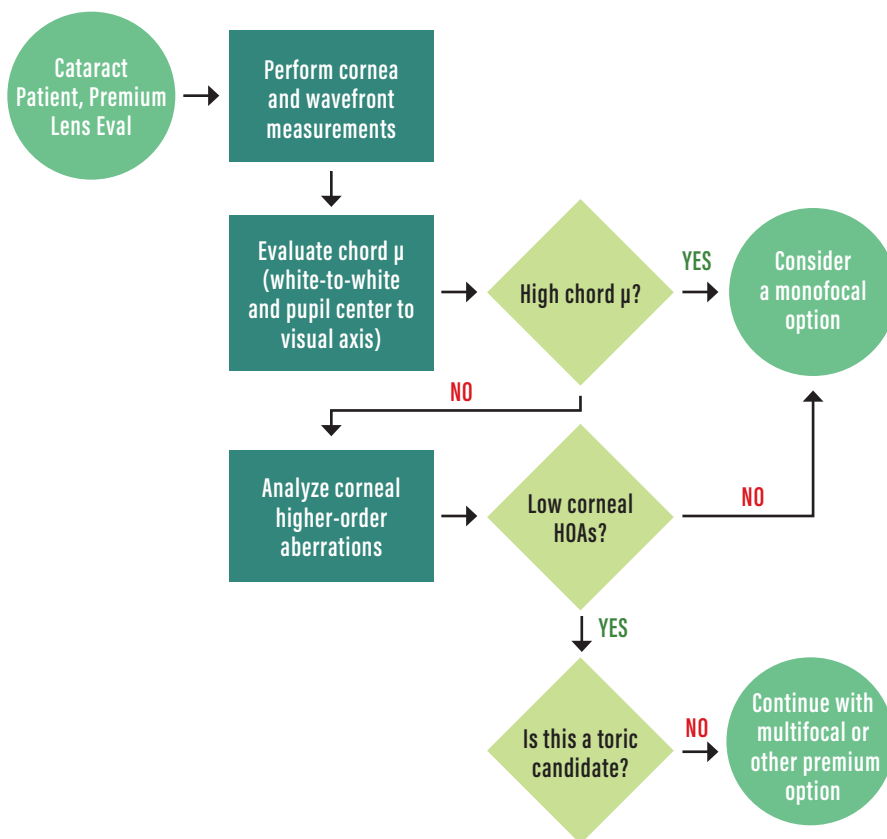 Cataract
Patient, Premium
Lens Eval
Perform cornea
and wavefront
measurements
Evaluate chord µ
(white-to-white
and pupil center to
visual axis)
High chord µ?
YES
Consider
a monofocal
option
NO
Analyze corneal
higher-order
aberrations
Low corneal
HOAs?
NO
YES
Is this a toric
candidate?
NO
Continue with
multifocal or
other premium
option